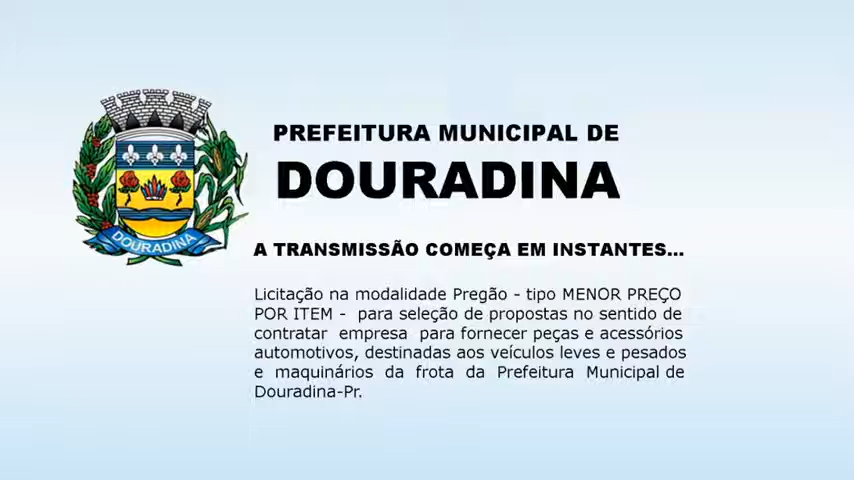 PREFEITURA MUNICIPAL DE
DOURADINA
DOURADINA
A TRANSMISSÃO COMEÇA EM INSTANTES...
Licitação na modalidade Pregão - tipo MENOR PREÇO
POR ITEM - para seleção de propostas no sentido de
contratar empresa para fornecer peças e acessórios
automotivos, destinadas aos veículos leves e pesados
e maquinários da frota da Prefeitura Municipal de
Douradina-Pr.